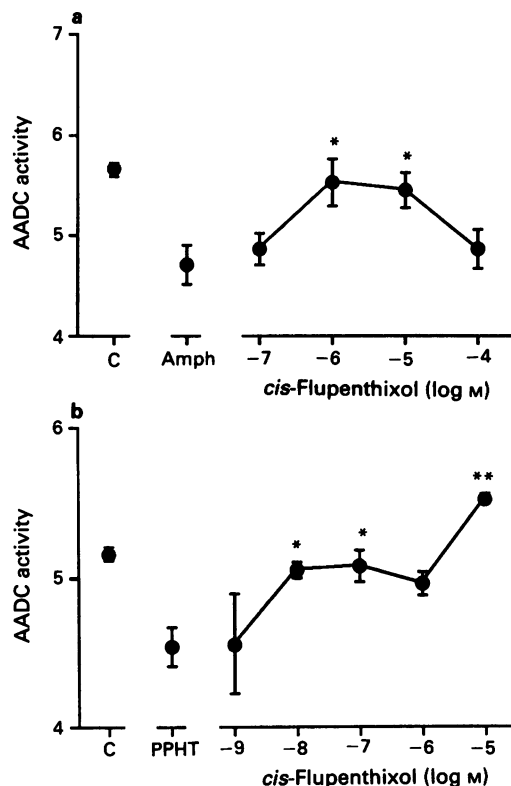 a
7
6
5
4
AADC activity
* *
C Amph −7 −6 −5 −4
cis-Flupenthixol (log M)
b
6
5
4
AADC activity
* * **
C PPHT −9 −8 −7 −6 −5
cis-Flupenthixol (log M)